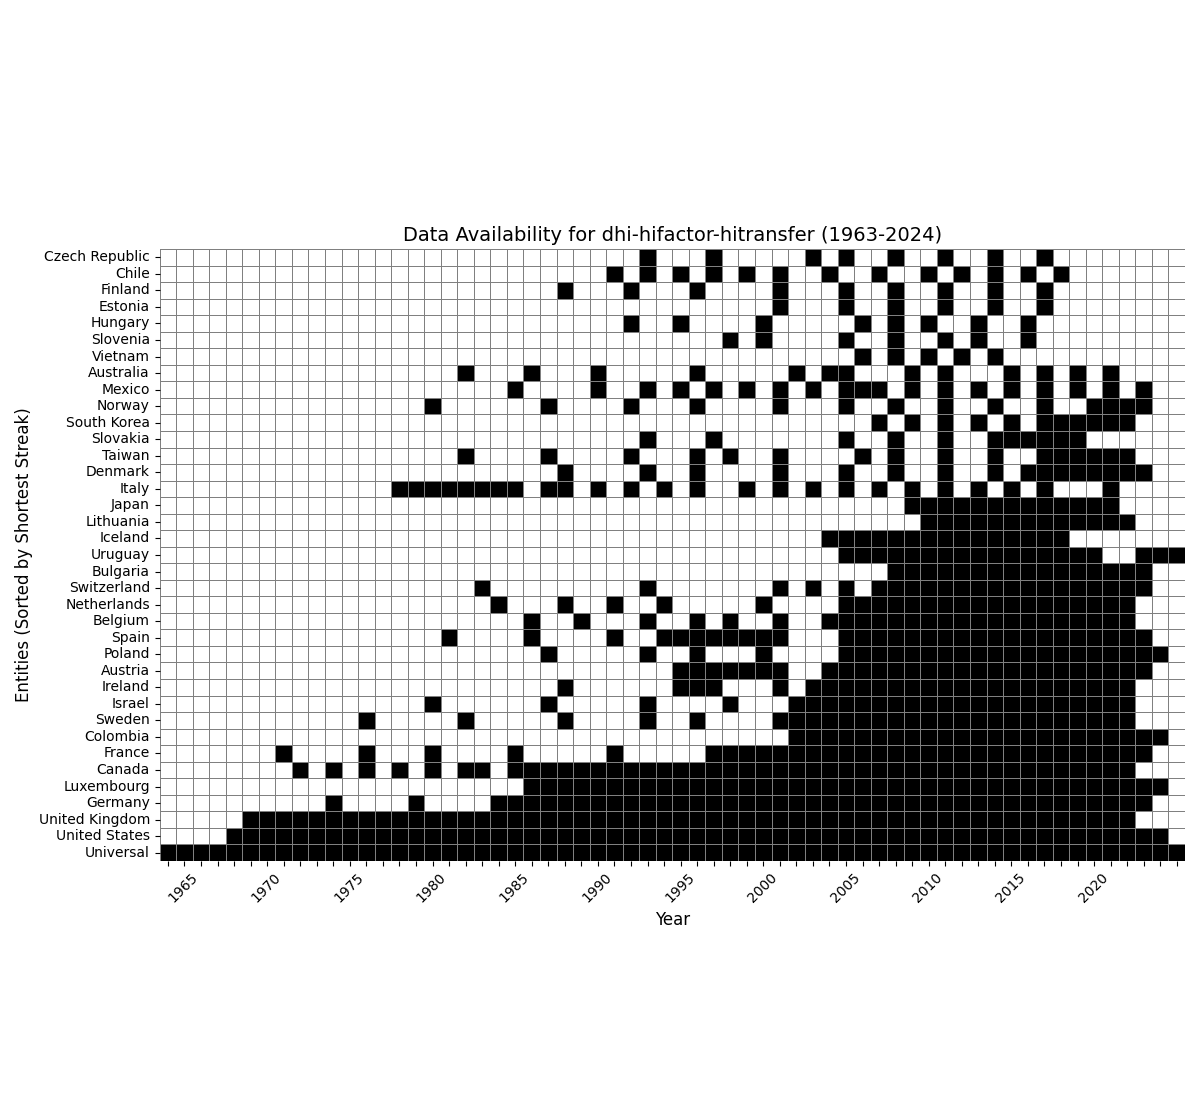 Data Availability for dhi-hifactor-hitransfer (1963-2024)
Entities (Sorted by Shortest Streak)
Czech Republic
Chile
Finland
Estonia
Hungary
Slovenia
Vietnam
Australia
Mexico
Norway
South Korea
Slovakia
Taiwan
Denmark
Italy
Japan
Lithuania
Iceland
Uruguay
Bulgaria
Switzerland
Netherlands
Belgium
Spain
Poland
Austria
Ireland
Israel
Sweden
Colombia
France
Canada
Luxembourg
Germany
United Kingdom
United States
Universal
1965 1970 1975 1980 1985 1990 1995 2000 2005 2010 2015 2020
Year